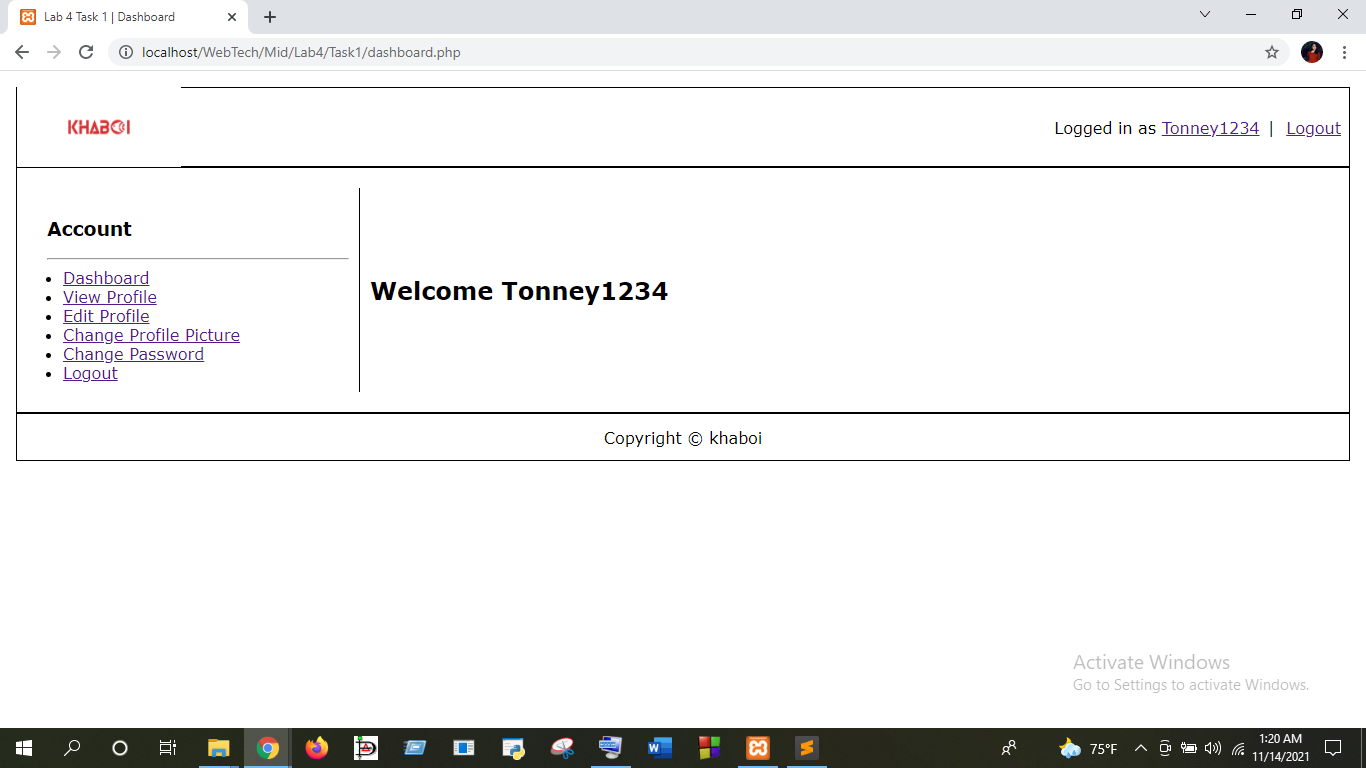 Lab 4 Task 1 | Dashboard
localhost/WebTech/Mid/Lab4/Task1/dashboard.php
KHABOI
Logged in as Tonney1234 | Logout
Account
Dashboard
View Profile
Edit Profile
Change Profile Picture
Change Password
Logout
Welcome Tonney1234
Copyright © khaboi
Activate Windows
Go to Settings to activate Windows.
75°F
1:20 AM
11/14/2021